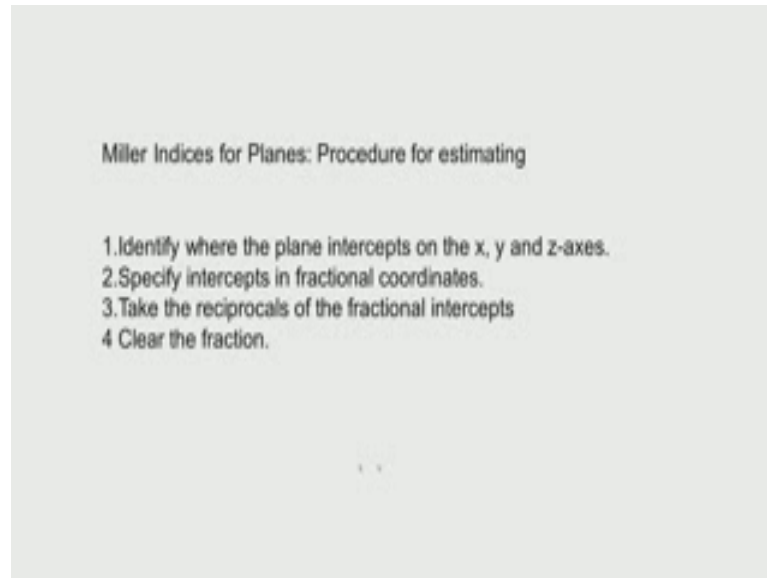 Miller Indices for Planes: Procedure for estimating
1.Identify where the plane intercepts on the x, y and z-axes.
2.Specify intercepts in fractional coordinates.
3.Take the reciprocals of the fractional intercepts
4 Clear the fraction.